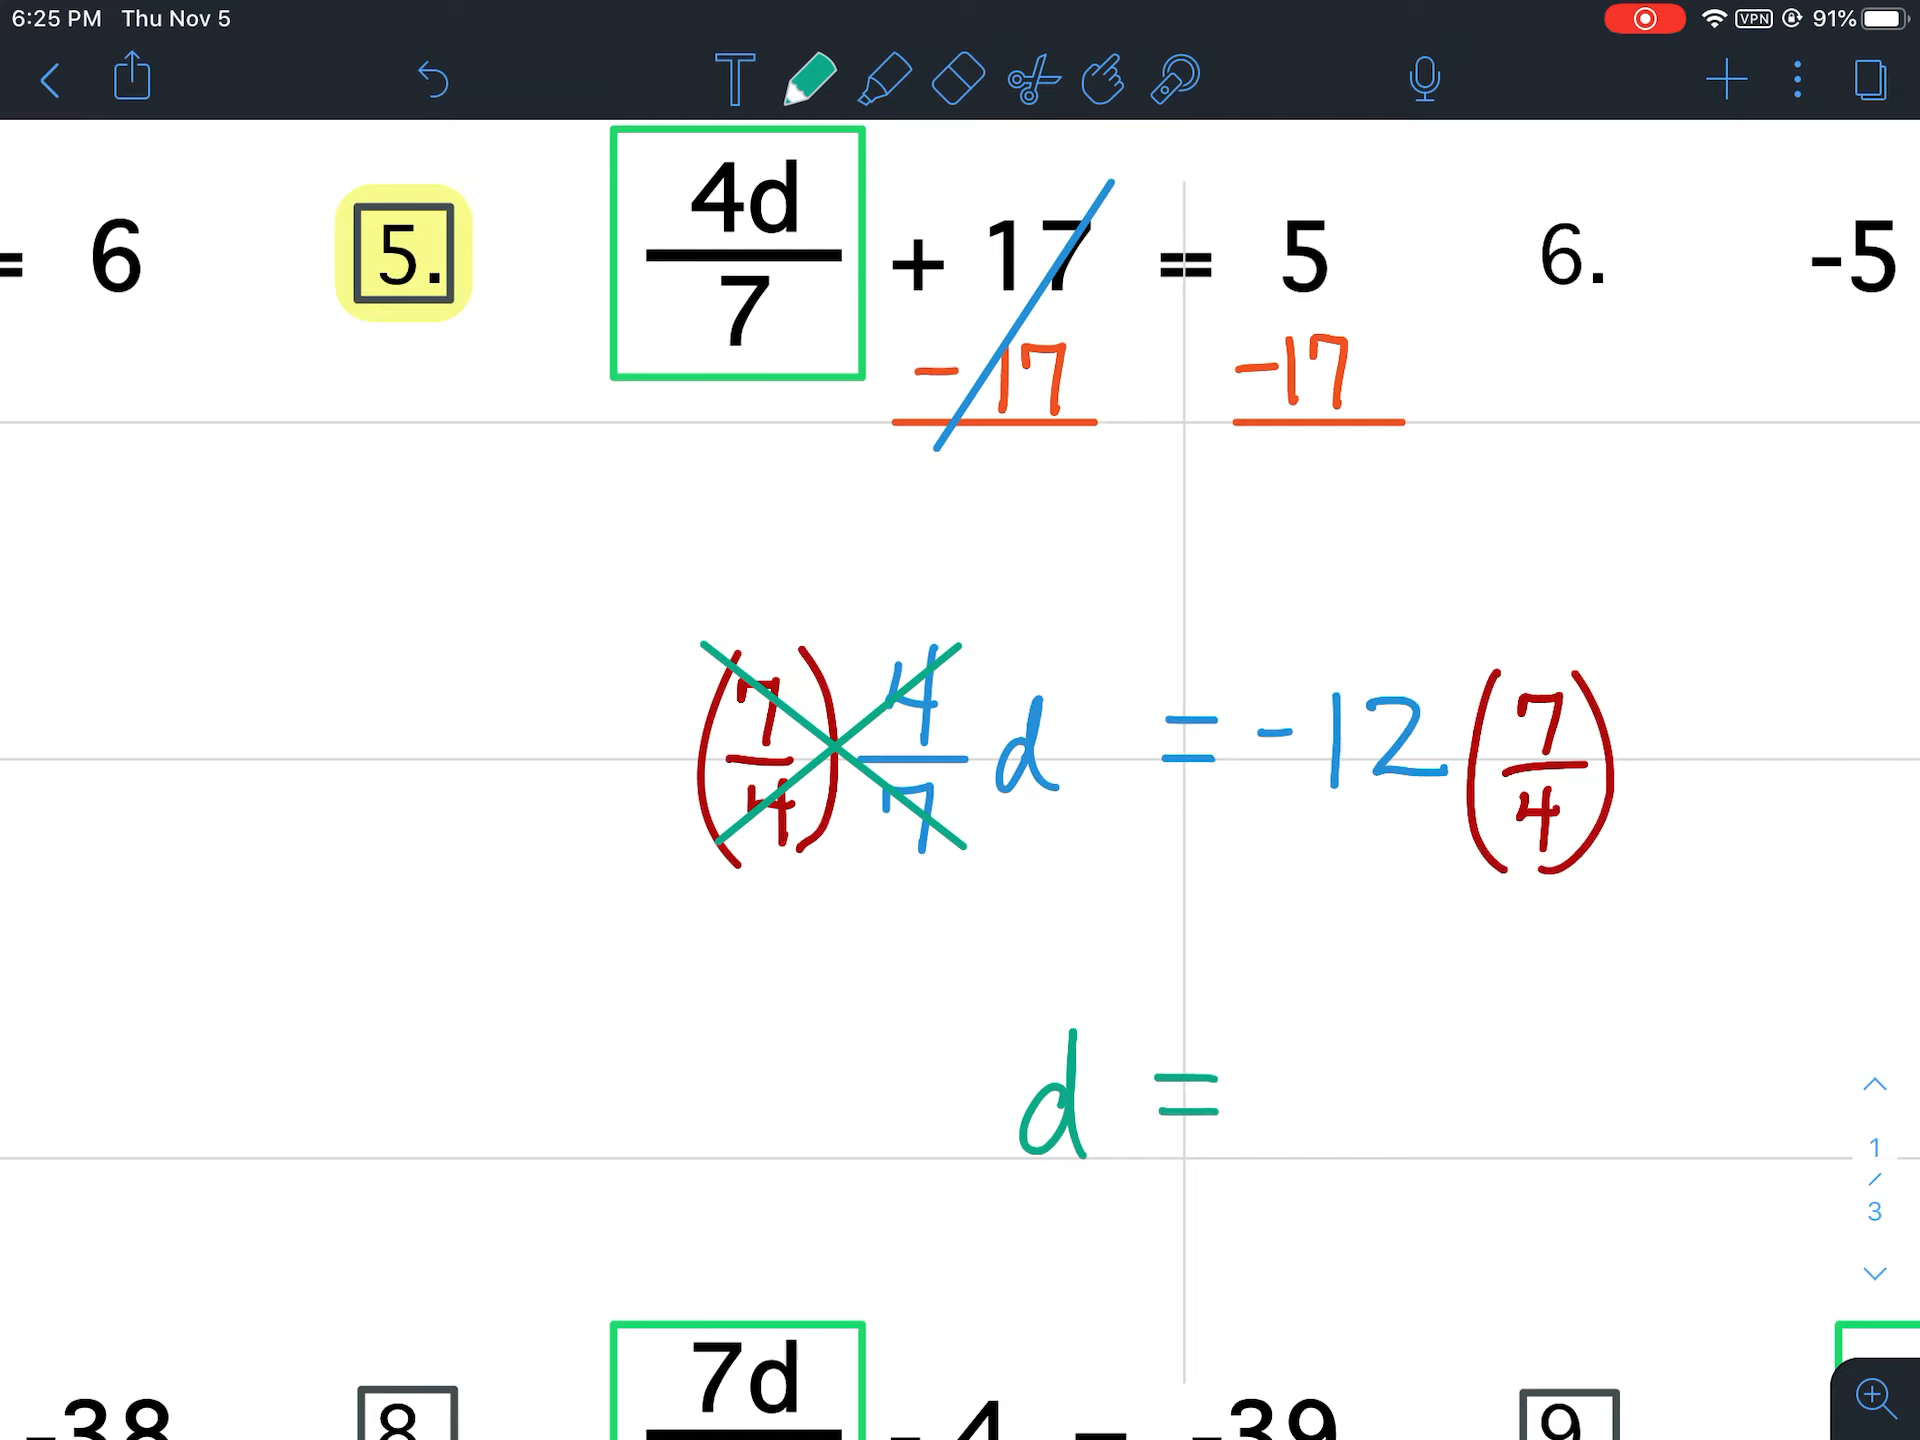 6:25 PM Thu Nov 5
VPN 91%
T
= 6
5. 4d/7 + 17 = 5
6. -5
- 17 -17
(7/4) 4/7 d = -12 (7/4)
d =
1
/
3
-38
8 7d - 4 = -39
9